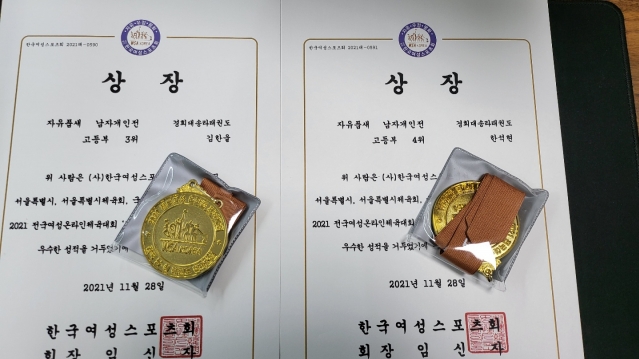 한국여성스포츠회 2021제-0390
상 장
자유품새 남자개인전 경희대송라태권도
고등부 3위 김한울
위 사람은 (사)한국여성스포
서울특별시, 서울특별시체육회, 국
2021 전국여성온라인체육대회
우수한 성적을 거두었기에
2021년 11월 28일
한국여성스포츠회
회장 임신자
한국여성스포츠회 2021제-0391
상 장
자유품새 남자개인전 경희대송라태권도
고등부 4위 한석현
위 사람은 (사)한국여성스
서울특별시, 서울특별시체육회,
2021 전국여성온라인체육대회
우수한 성적을 거두었
2021년 11월 28일
한국여성스포츠회
회장 임신자